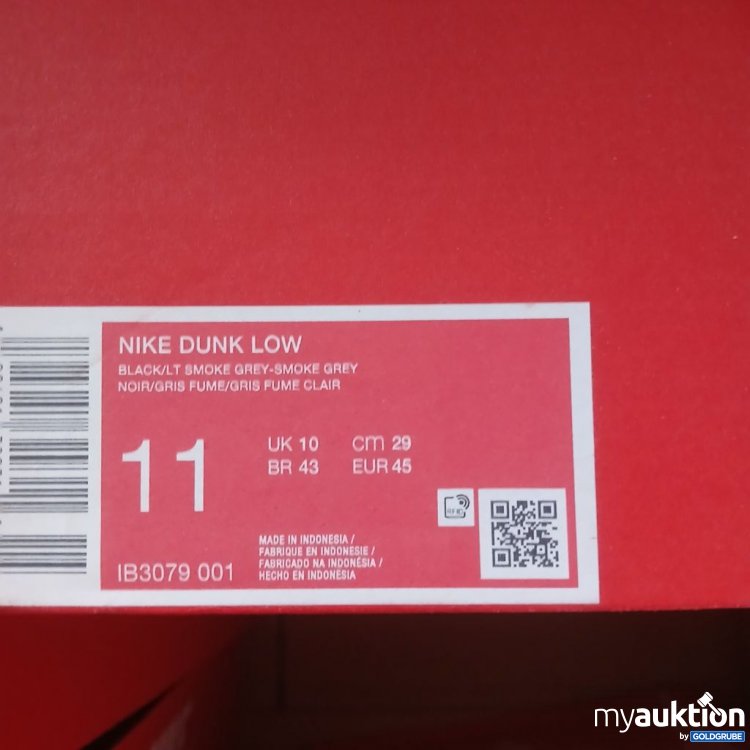 NIKE DUNK LOW
BLACK/LT SMOKE GREY-SMOKE GREY
NOIR/GRIS FUME/GRIS FUME CLAIR
11
UK 10 cm 29
BR 43 EUR 45
RFID
IB3079 001
MADE IN INDONESIA /
FABRIQUE EN INDONESIE /
FABRICADO NA INDONÉSIA /
HECHO EN INDONESIA
myauktion
by GOLDGRUBE